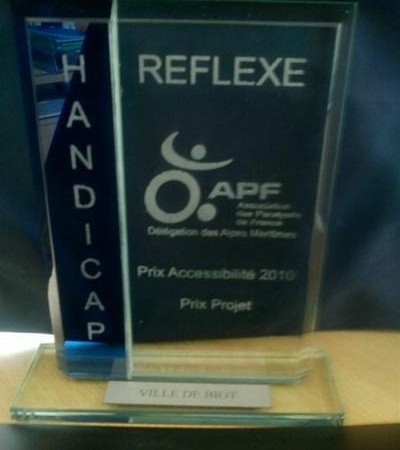 HANDICAP
REFLEXE
APF
Association
des Paralysés
de France
Délégation des Alpes Maritimes
Prix Accessibilité 2010
Prix Projet
VILLE DE BIOT